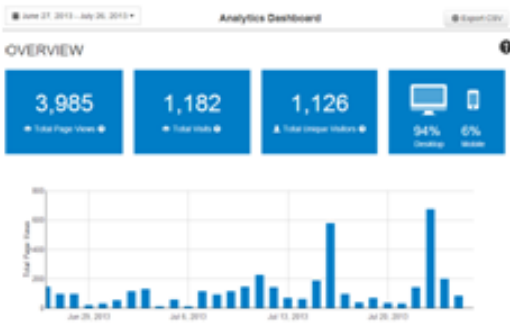 June 27, 2013 - July 26, 2013
Analytics Dashboard
Export CSV
OVERVIEW
3,985
Total Page Views
1,182
Total Visits
1,126
Total Unique Visitors
94%
Desktop
6%
Mobile
800
600
400
200
Total Page Views
Jun 29, 2013
Jul 6, 2013
Jul 13, 2013
Jul 20, 2013